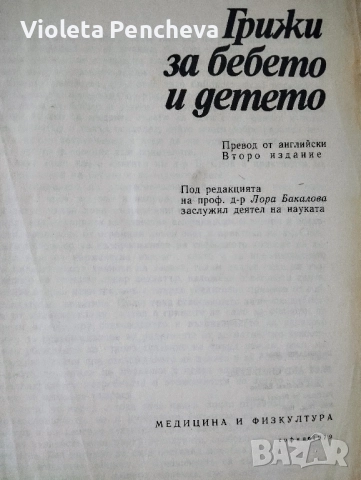 Violeta Pencheva
Грижи
за бебето
и детето
Превод от английски
Второ издание
Под редакцията
на проф. д-р Лора Бакалова
заслужил деятел на науката
МЕДИЦИНА И ФИЗКУЛТУРА
BAZAR